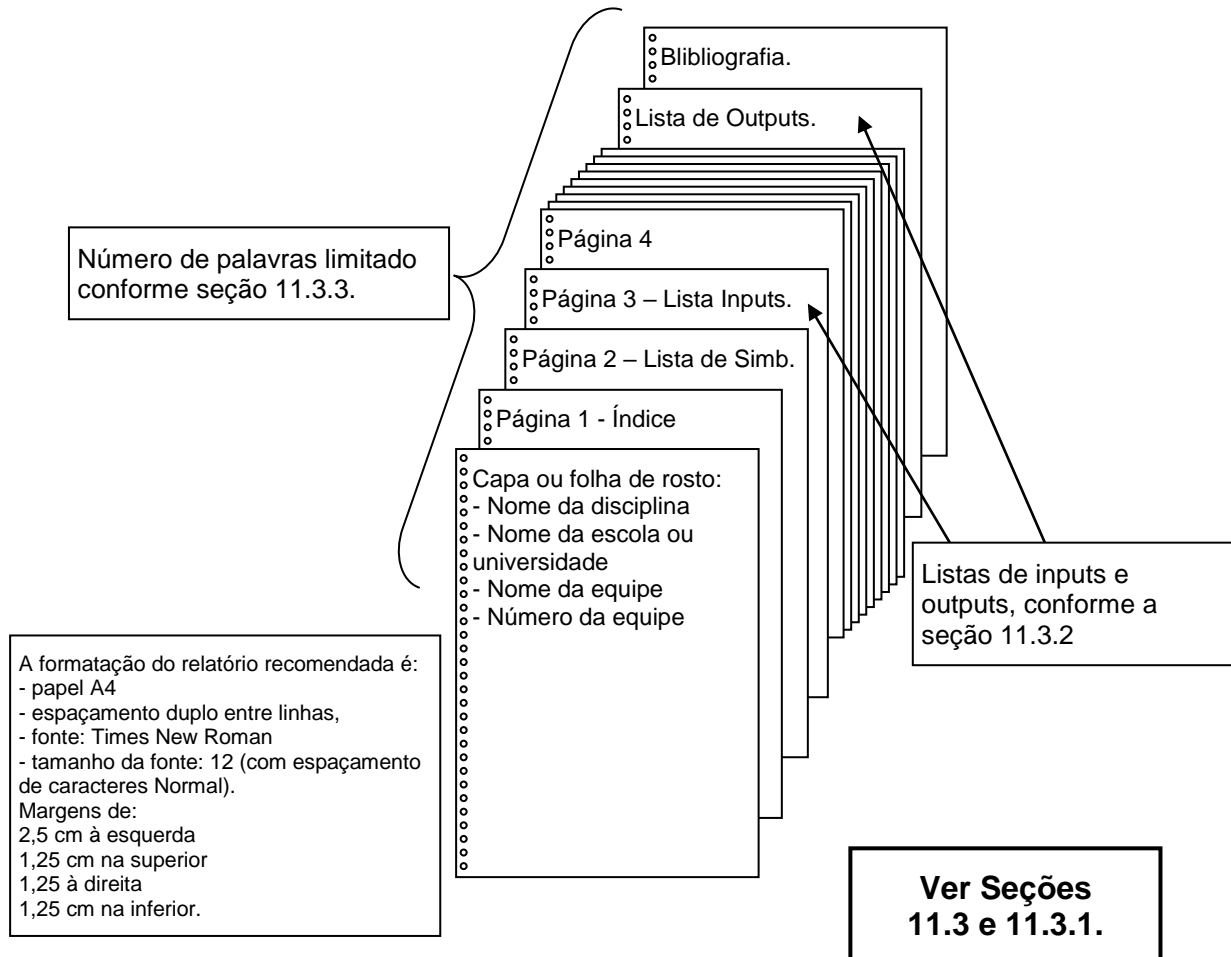 Blibliografia.
Lista de Outputs.
Página 4
Número de palavras limitado
conforme seção 11.3.3.
Página 3 – Lista Inputs.
Página 2 – Lista de Simb.
Página 1 - Índice
Capa ou folha de rosto:
- Nome da disciplina
- Nome da escola ou
universidade
- Nome da equipe
- Número da equipe
Listas de inputs e
outputs, conforme a
seção 11.3.2
A formatação do relatório recomendada é:
- papel A4
- espaçamento duplo entre linhas,
- fonte: Times New Roman
- tamanho da fonte: 12 (com espaçamento
de caracteres Normal).
Margens de:
2,5 cm à esquerda
1,25 cm na superior
1,25 à direita
1,25 cm na inferior.
Ver Seções
11.3 e 11.3.1.